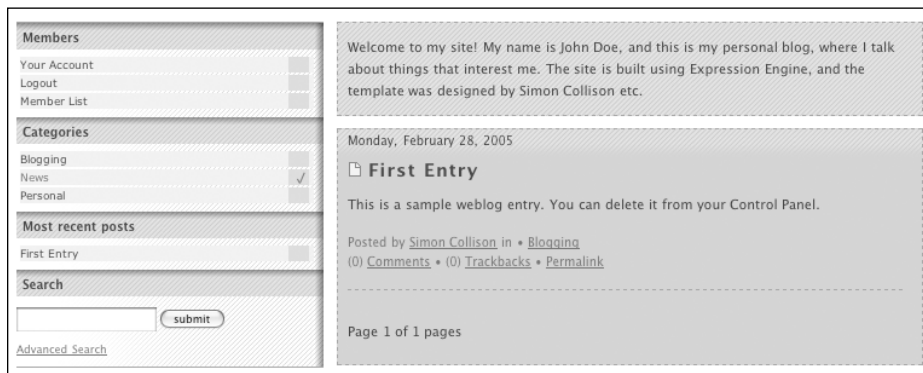 Members
Your Account
Logout
Member List
Categories
Blogging
News
Personal
Most recent posts
First Entry
Search
submit
Advanced Search
Welcome to my site! My name is John Doe, and this is my personal blog, where I talk
about things that interest me. The site is built using Expression Engine, and the
template was designed by Simon Collison etc.
Monday, February 28, 2005
First Entry
This is a sample weblog entry. You can delete it from your Control Panel.
Posted by Simon Collison in • Blogging
(0) Comments • (0) Trackbacks • Permalink
Page 1 of 1 pages